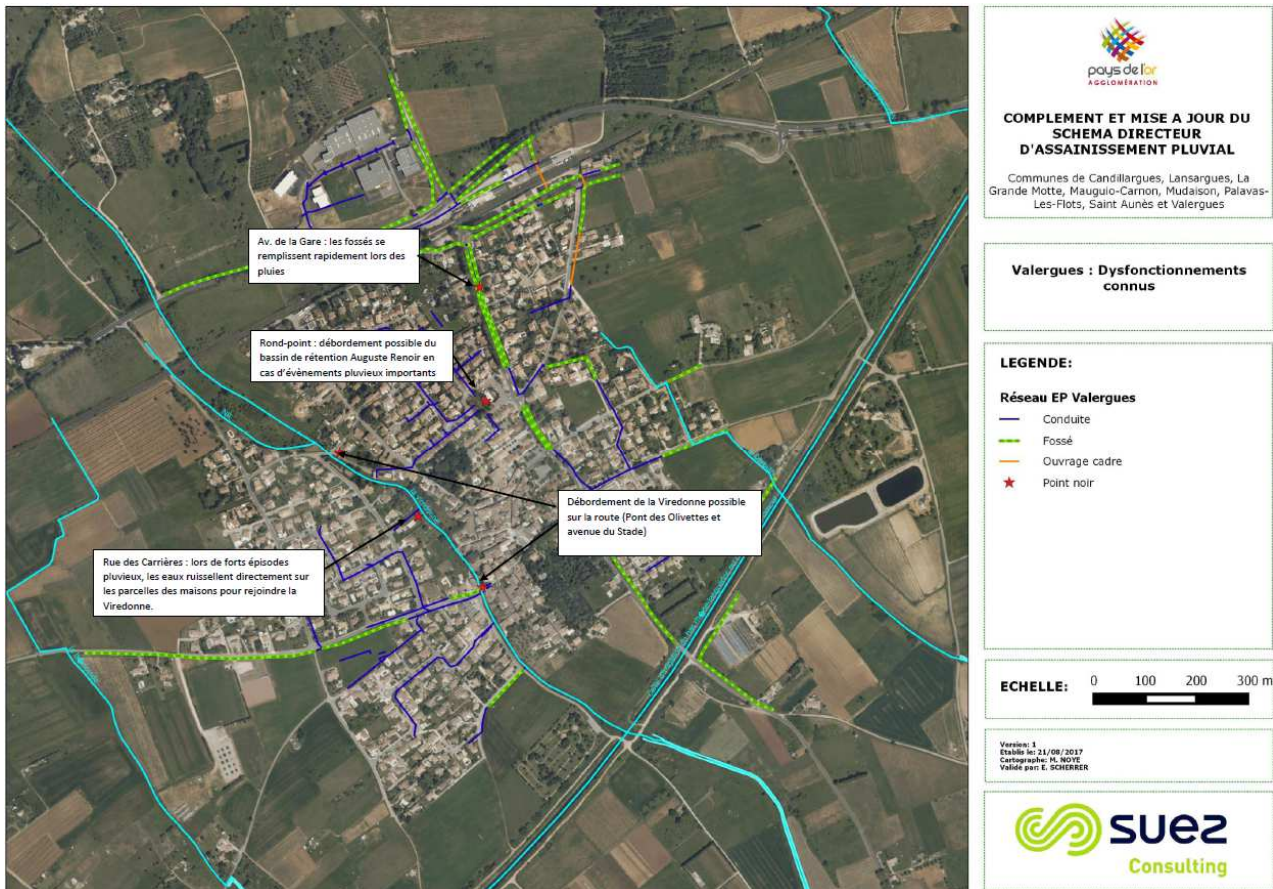 Av. de la Gare : les fossés se
remplissent rapidement lors des
pluies
Rond-point : débordement possible du
bassin de rétention Auguste Renoir en
cas d'évènements pluvieux importants
Débordement de la Viredonne possible
sur la route (Pont des Olivettes et
avenue du Stade)
Rue des Carrières : lors de forts épisodes
pluvieux, les eaux ruissellent directement sur
les parcelles des maisons pour rejoindre la
Viredonne.
pays de l'or
AGGLOMÉRATION
COMPLEMENT ET MISE A JOUR DU
SCHEMA DIRECTEUR
D'ASSAINISSEMENT PLUVIAL
Communes de Candillargues, Lansargues, La
Grande Motte, Mauguio-Carnon, Mudaison, Palavas-
Les-Flots, Saint Aunès et Valergues
Valergues : Dysfonctionnements
connus
LEGENDE:
Réseau EP Valergues
Conduite
Fossé
Ouvrage cadre
Point noir
ECHELLE:
0 100 200 300 m
Version: 1
Etablis le: 21/08/2017
Cartographe: M. NOYE
Validé par: E. SCHERRER
suez
Consulting